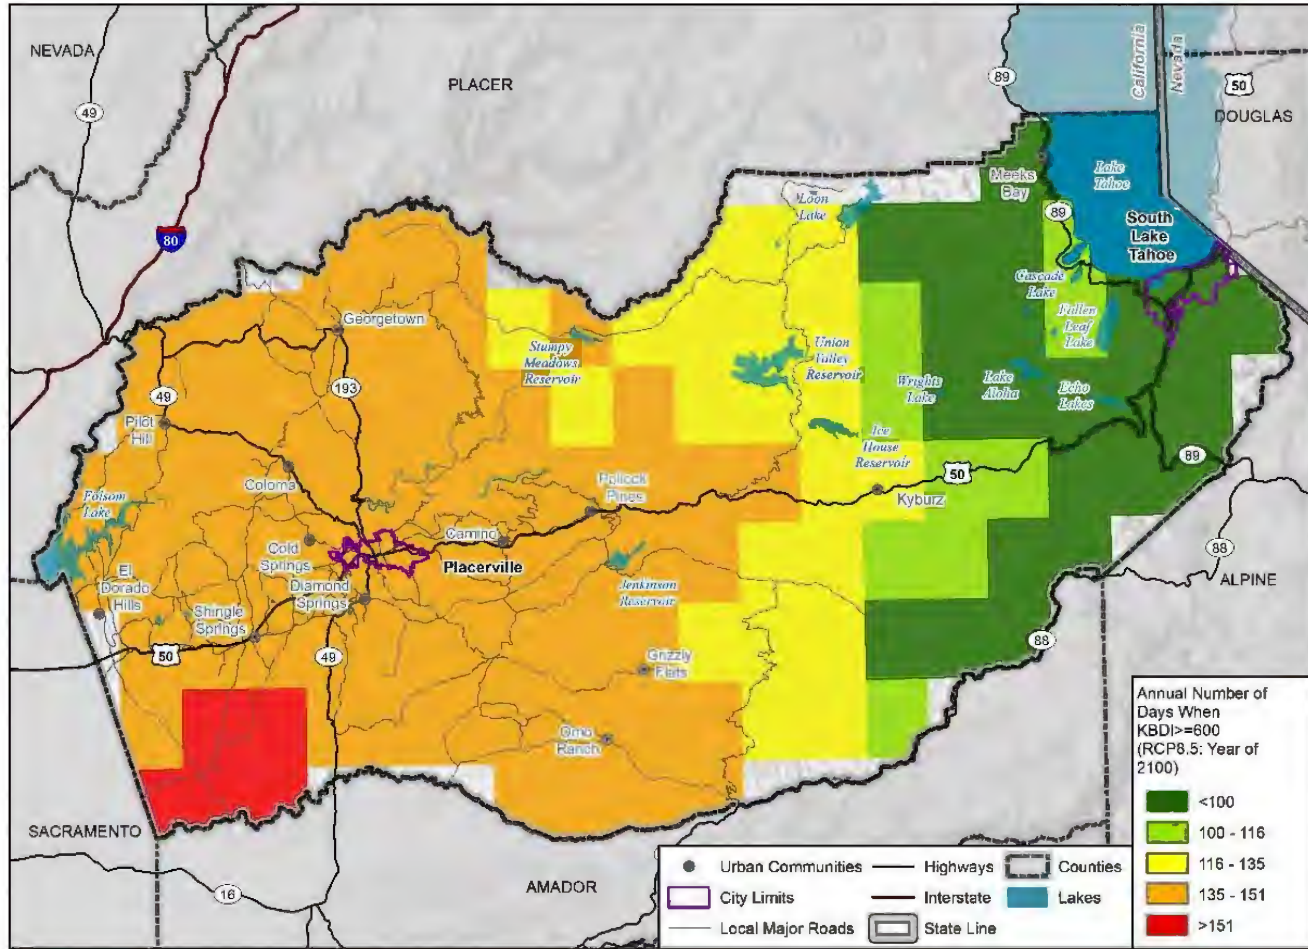 NEVADA
PLACER
89
California
Nevada
50
DOUGLAS
49
80
Meeks
Bay
Lake
Tahoe
Loon
Lake
89
South
Lake
Tahoe
Cascade
Lake
Fallen
Leaf
Lake
Georgetown
Stumpy
Meadows
Reservoir
Union
Valley
Reservoir
193
49
Wrights
Lake
Lake
Aloha
Echo
Lakes
Pilot
Hill
Ice
House
Reservoir
89
Coloma
50
Pollock
Pines
Kyburz
Folsom
Lake
Camino
Cold
Springs
Placerville
88
El
Dorado
Hills
Diamond
Springs
Jenkinson
Reservoir
ALPINE
Shingle
Springs
50
49
Grizzly
Flats
88
Omo
Ranch
SACRAMENTO
AMADOR
16
Annual Number of
Days When
KBDI>=600
(RCP8.5: Year of
2100)
<100
100 - 116
116 - 135
135 - 151
>151
Urban Communities
Highways
Counties
City Limits
Interstate
Lakes
Local Major Roads
State Line